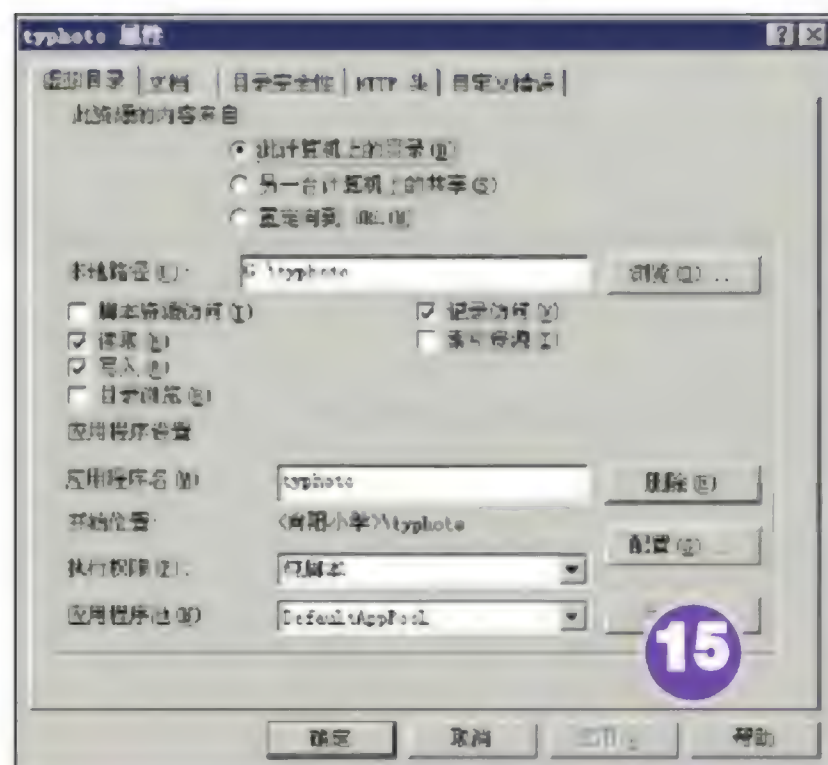 typhoto 属性
虚拟目录 文档 目录安全性 HTTP 头 自定义错误
此资源的内容来自
此计算机上的目录(D)
另一台计算机上的共享(S)
重定向到 URL(U)
本地路径(C): G:\typhoto 浏览(O)...
脚本资源访问(T) 记录访问(V)
读取(R) 索引资源(I)
写入(W)
目录浏览(B)
应用程序设置
应用程序名(M) typhoto 删除(E)
开始位置: <向阳小学>\typhoto
配置(G)...
执行权限(P): 纯脚本
应用程序池(N) DefaultAppPool
15
确定 取消 帮助